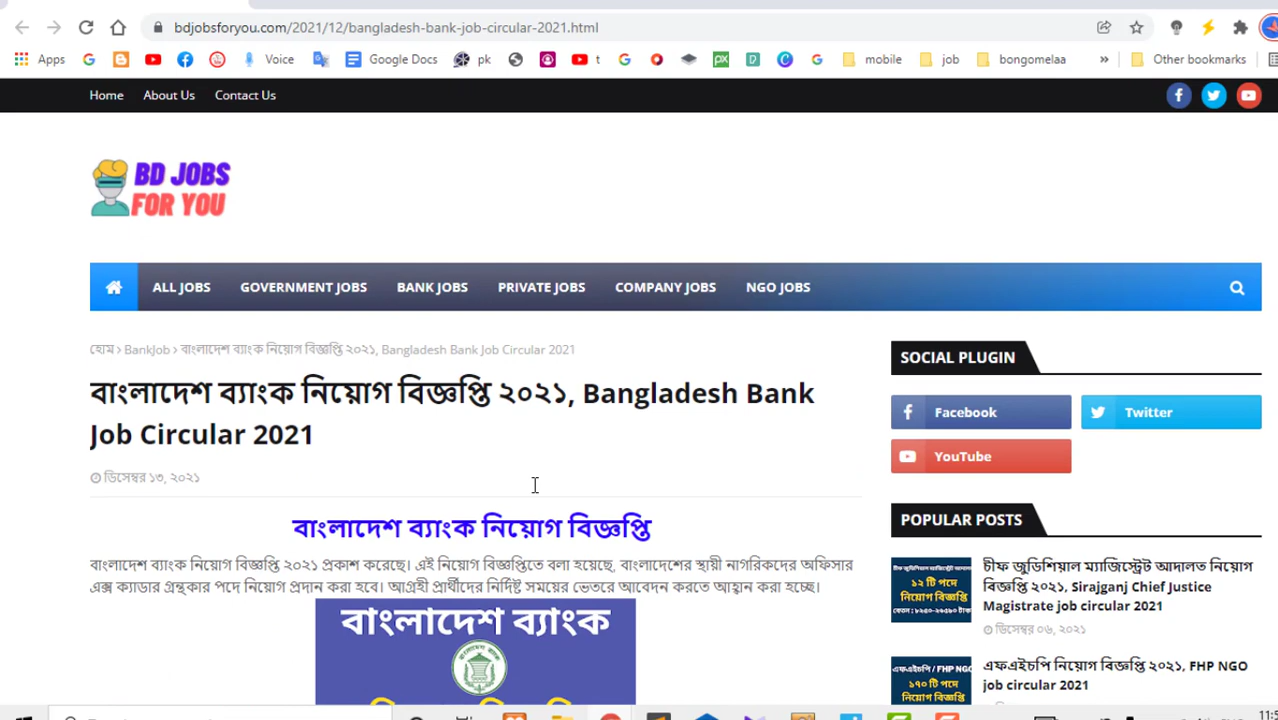 bdjobsforyou.com/2021/12/bangladesh-bank-job-circular-2021.html
Apps Voice Google Docs pk t mobile job bongomelaa » Other bookmarks
Home About Us Contact Us
BD JOBS
FOR YOU
ALL JOBS GOVERNMENT JOBS BANK JOBS PRIVATE JOBS COMPANY JOBS NGO JOBS
হোম › BankJob › বাংলাদেশ ব্যাংক নিয়োগ বিজ্ঞপ্তি ২০২১, Bangladesh Bank Job Circular 2021
বাংলাদেশ ব্যাংক নিয়োগ বিজ্ঞপ্তি ২০২১, Bangladesh Bank
Job Circular 2021
ডিসেম্বর ১৩, ২০২১
বাংলাদেশ ব্যাংক নিয়োগ বিজ্ঞপ্তি
বাংলাদেশ ব্যাংক নিয়োগ বিজ্ঞপ্তি ২০২১ প্রকাশ করেছে। এই নিয়োগ বিজ্ঞপ্তিতে বলা হয়েছে, বাংলাদেশের স্থায়ী নাগরিকদের অফিসার
এক্স ক্যাডার গ্রন্থকার পদে নিয়োগ প্রদান করা হবে। আগ্রহী প্রার্থীদের নির্দিষ্ট সময়ের ভেতরে আবেদন করতে আহ্বান করা হচ্ছে।
বাংলাদেশ ব্যাংক
SOCIAL PLUGIN
Facebook Twitter
YouTube
POPULAR POSTS
চীফ জুডিশিয়াল ম্যাজিস্ট্রেট আদালত
১২ টি পদে
নিয়োগ বিজ্ঞপ্তি
চীফ জুডিশিয়াল ম্যাজিস্ট্রেট আদালত নিয়োগ
বিজ্ঞপ্তি ২০২১, Sirajganj Chief Justice
Magistrate job circular 2021
ডিসেম্বর ০৬, ২০২১
এফএইচপি / FHP NGO
১৭০ টি পদে
নিয়োগ বিজ্ঞপ্তি
এফএইচপি নিয়োগ বিজ্ঞপ্তি ২০২১, FHP NGO
job circular 2021